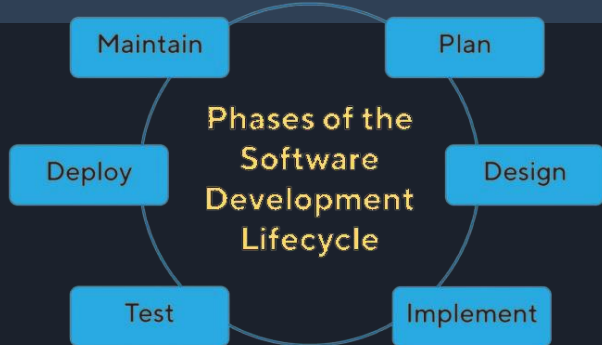 Maintain
Plan
Phases of the
Software
Development
Lifecycle
Deploy
Design
Test
Implement